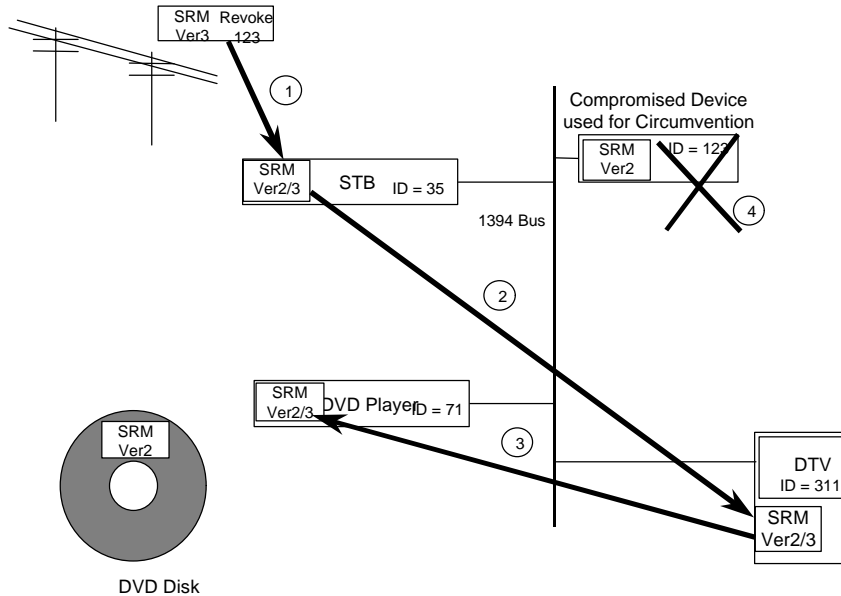 SRM Revoke
Ver3 123
1
Compromised Device
used for Circumvention
SRM
Ver2
ID = 123
SRM
Ver2/3
STB
ID = 35
4
1394 Bus
2
SRM
Ver2/3
DVD Player
ID = 71
3
SRM
Ver2
DVD Disk
DTV
ID = 311
SRM
Ver2/3